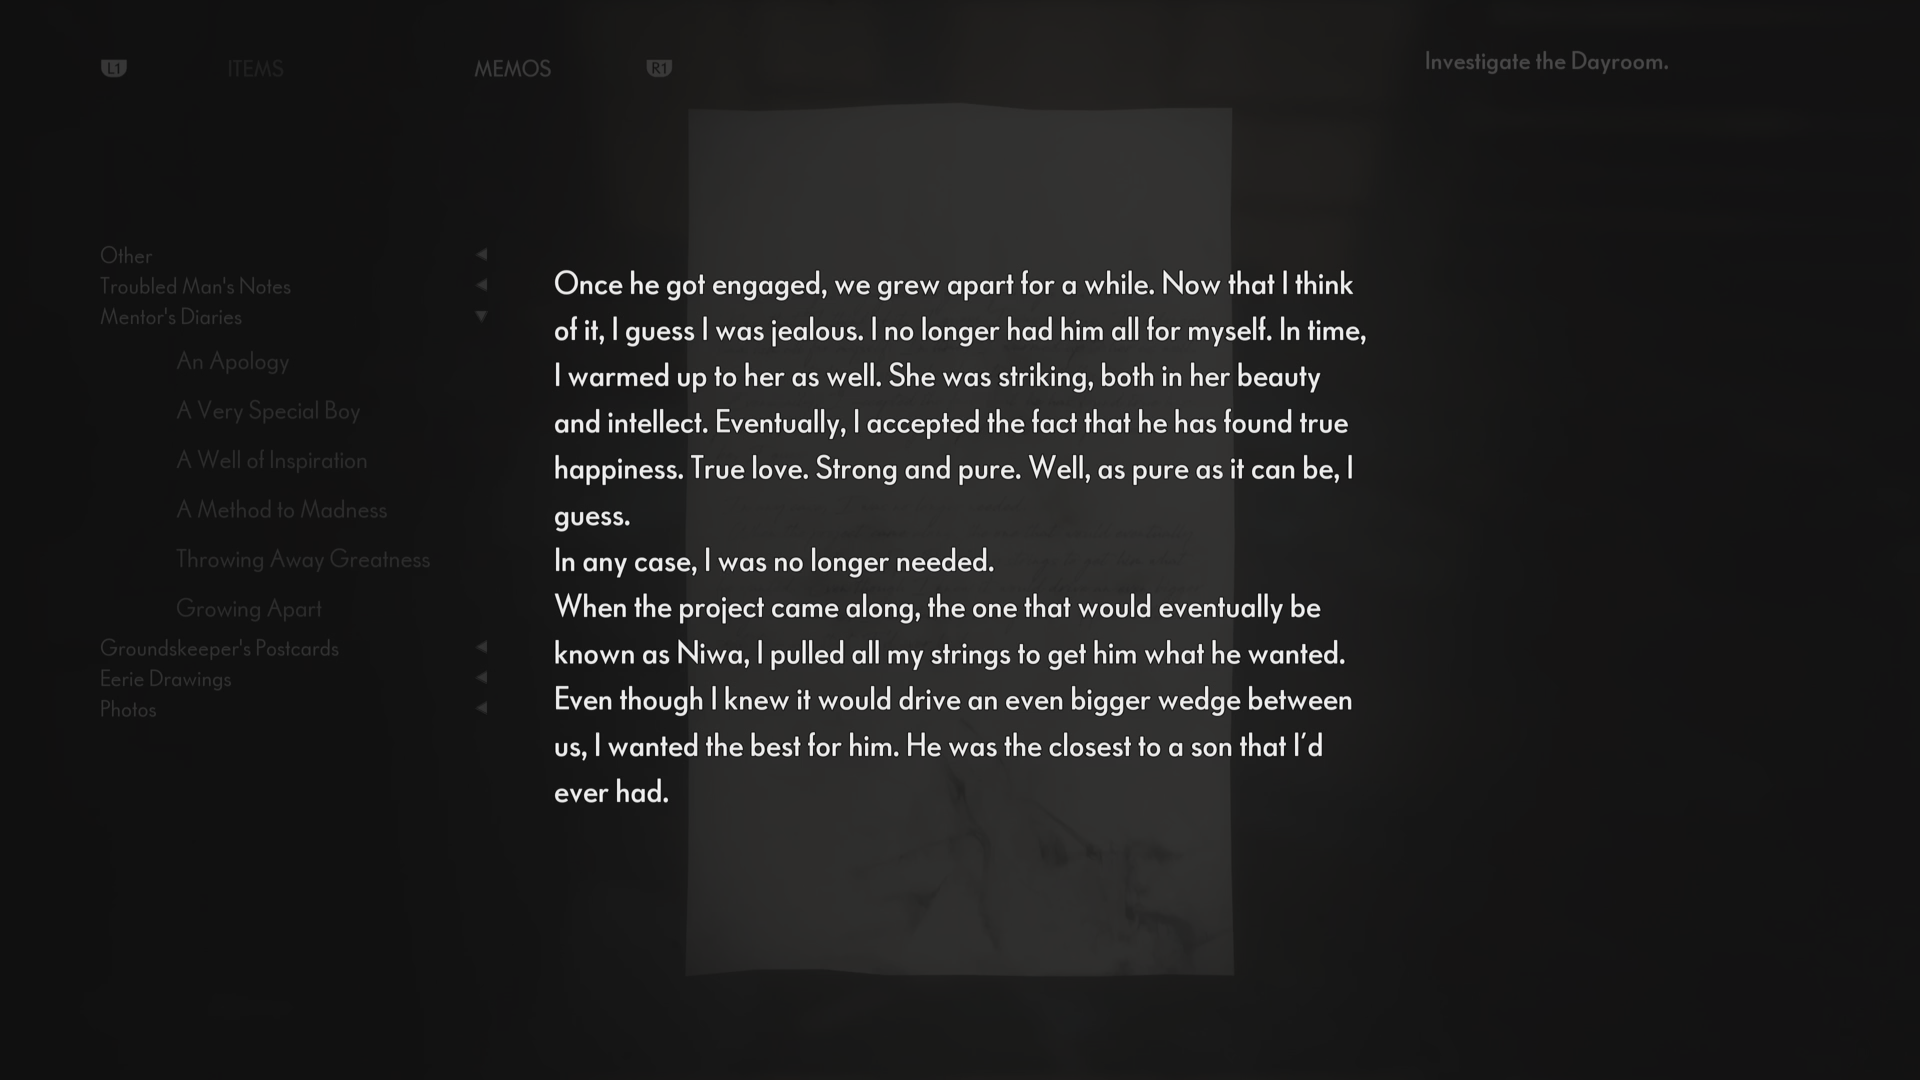 L1
ITEMS
MEMOS
R1
Investigate the Dayroom.
Other
Troubled Man's Notes
Mentor's Diaries
An Apology
A Very Special Boy
A Well of Inspiration
A Method to Madness
Throwing Away Greatness
Growing Apart
Groundskeeper's Postcards
Eerie Drawings
Photos
Once he got engaged, we grew apart for a while. Now that I think
of it, I guess I was jealous. I no longer had him all for myself. In time,
I warmed up to her as well. She was striking, both in her beauty
and intellect. Eventually, I accepted the fact that he has found true
happiness. True love. Strong and pure. Well, as pure as it can be, I
guess.
In any case, I was no longer needed.
When the project came along, the one that would eventually be
known as Niwa, I pulled all my strings to get him what he wanted.
Even though I knew it would drive an even bigger wedge between
us, I wanted the best for him. He was the closest to a son that I'd
ever had.